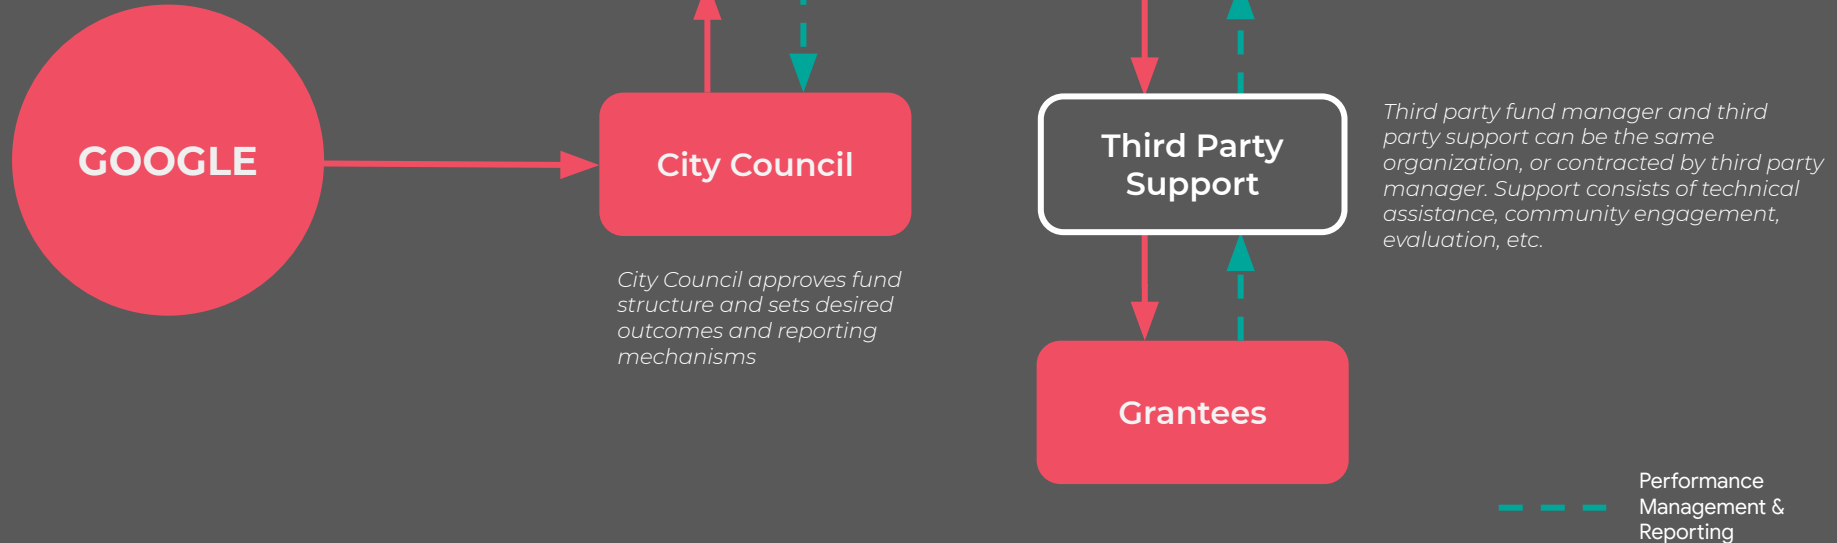 GOOGLE
City Council
City Council approves fund
structure and sets desired
outcomes and reporting
mechanisms
Third Party
Support
Third party fund manager and third
party support can be the same
organization, or contracted by third party
manager. Support consists of technical
assistance, community engagement,
evaluation, etc.
Grantees
Performance
Management &
Reporting